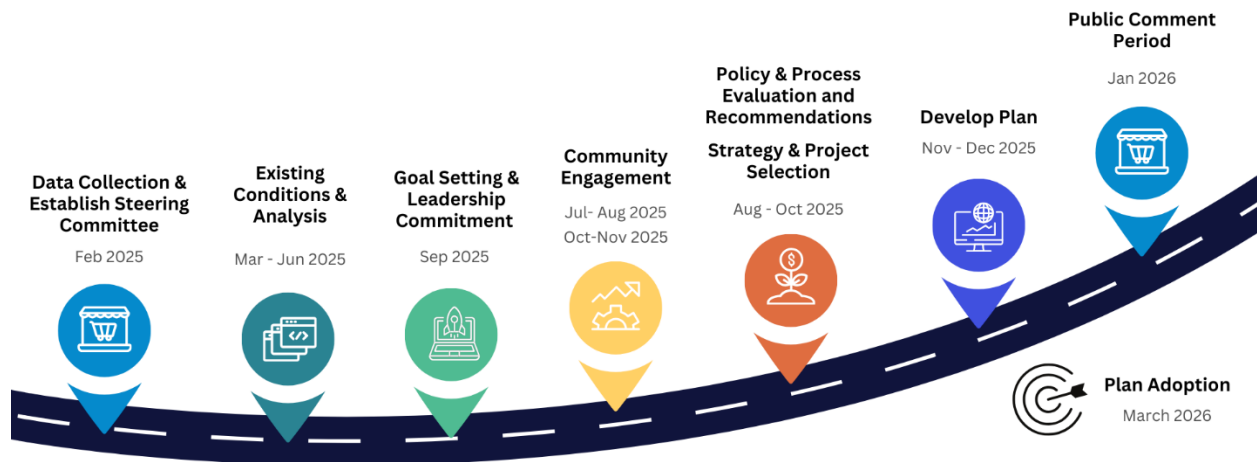 Data Collection &
Establish Steering
Committee
Feb 2025
Existing
Conditions &
Analysis
Mar - Jun 2025
Goal Setting &
Leadership
Commitment
Sep 2025
Community
Engagement
Jul- Aug 2025
Oct-Nov 2025
Policy & Process
Evaluation and
Recommendations
Strategy & Project
Selection
Aug - Oct 2025
Develop Plan
Nov - Dec 2025
Public Comment
Period
Jan 2026
Plan Adoption
March 2026